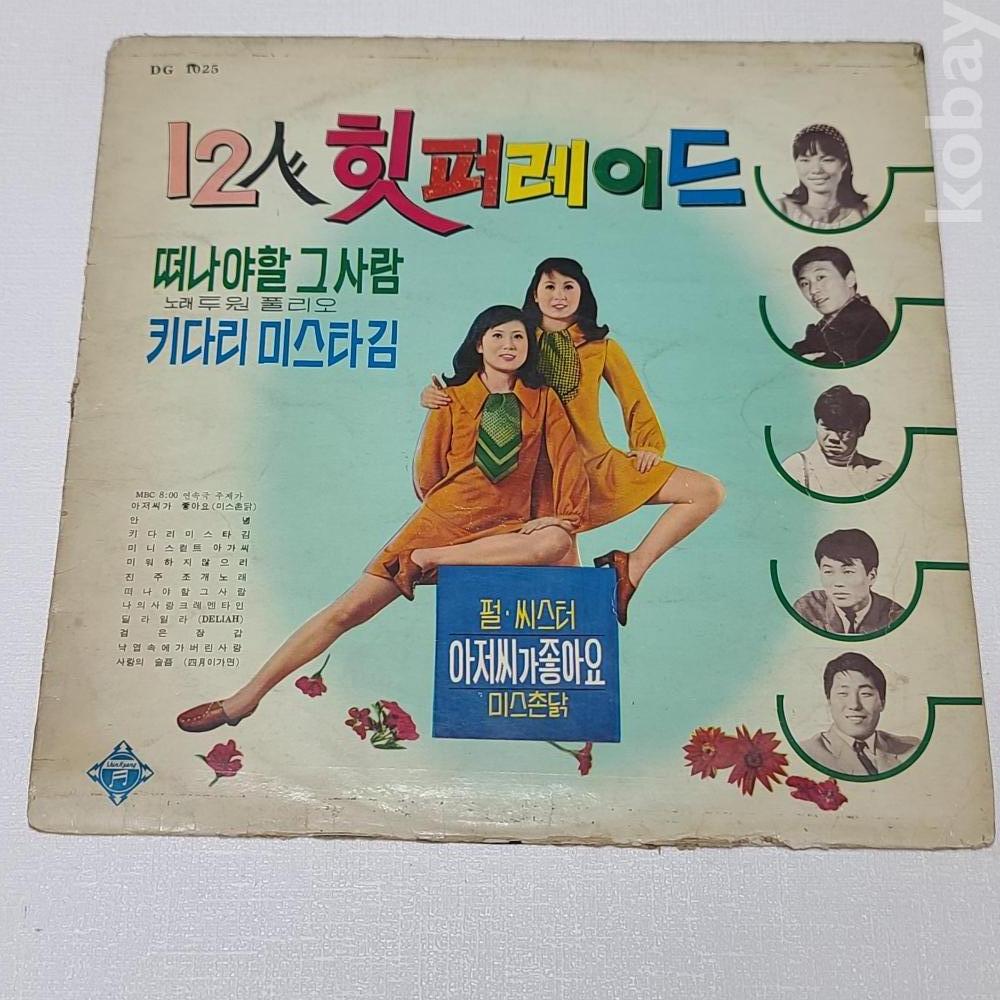 DG 1025
12人 힛퍼레이드
떠나야할 그 사람
노래 투원 풀리오
키다리 미스타김
MBC 8:00 연속극 주제가
아저씨가 좋아요 (미스촌닭)
안 녕
키다리미스타김
미니스컬트 아가씨
미워하지않으러
진주조개노래
떠나야할그사람
나의사랑크레멘타인
딜라일라 (DELIAH)
검은장갑
낙엽속에가버린사랑
사랑의 슬픔 (四月이가면)
펄·씨스터
아저씨가좋아요
미스촌닭
ShinHyang
kobay